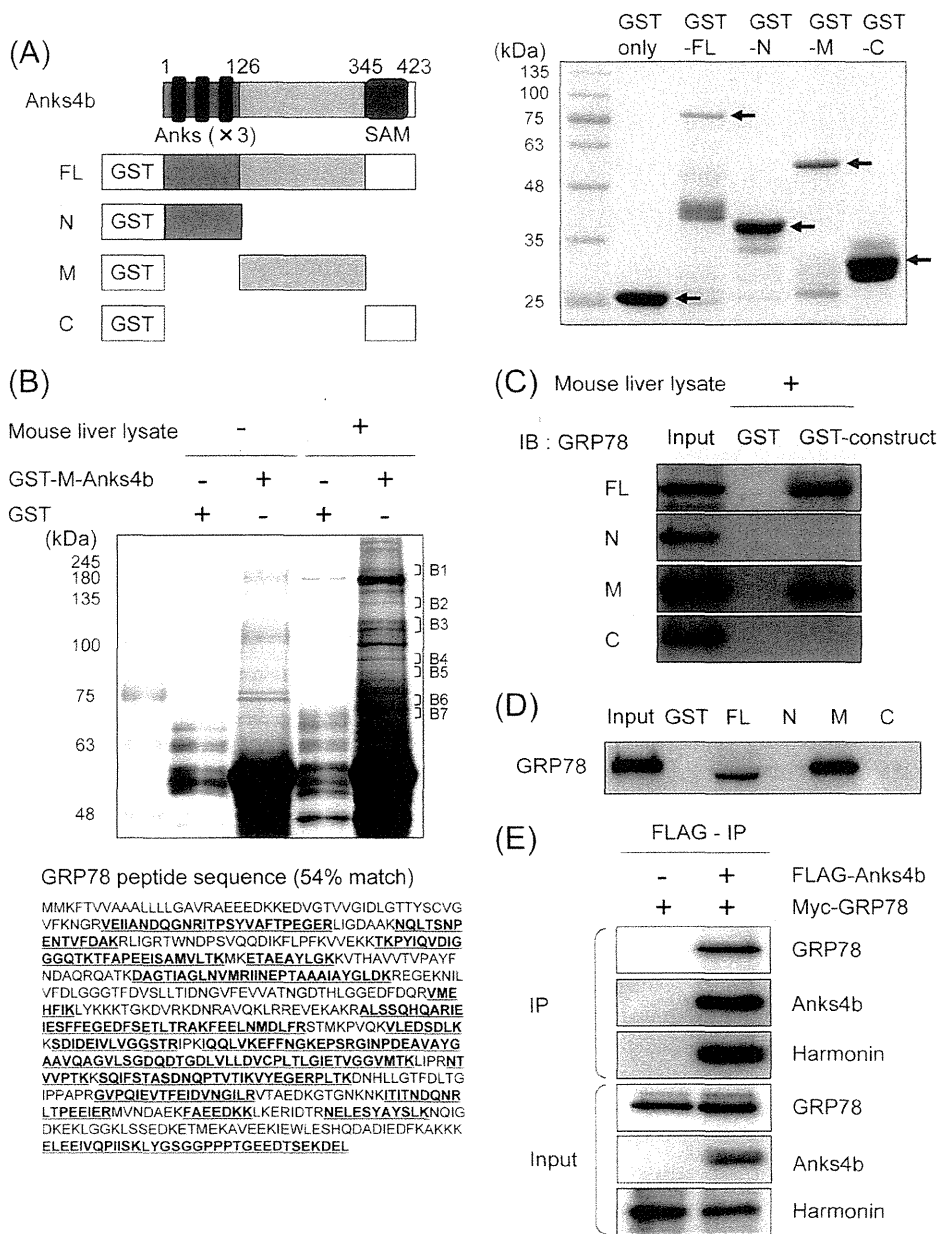 (A)
1 126 345 423
Anks4b
Anks (×3) SAM
FL GST
N GST
M GST
C GST
GST GST GST GST GST
only -FL -N -M -C
(kDa)
135
100
75
63
48
35
25
(B)
Mouse liver lysate - +
GST-M-Anks4b - + - +
GST + - + -
(kDa)
245
180
135
100
75
63
48
B1
B2
B3
B4
B5
B6
B7
GRP78 peptide sequence (54% match)
MMKFTVVAAALLLLGAVRAEEEDKKEDVGTVVGIDLGTTYSCVG
VFKNGRVEIIANDQGNRITPSYVAFTPEGERLIGDAAKNQLTSNP
ENTVFDAKRLIGRTWNDPSVQQDIKFLPFKVVEKKTKPYIQVDIG
GGQTKTFAPEEISAMVLTKMKETAEAYLGKKVTHAVVTVPAYF
NDAQRQATKDAGTIAGLNVMRIINEPTAAAIAYGLDKREGEKNIL
VFDLGGGTFDVSLLTIDNGVFEVVATNGDTHLGGEDFDQRVME
HFIKLYKKKTGKDVRKDNRAVQKLRREVEKAKRALSSQHQARIE
IESFFEGEDFSETLTRAKFEELNMDLFRSTMKPVQKVLEDSDLK
KSDIDEIVLVGGSTRIPKIQQLVKEFFNGKEPSRGINPDEAVAYG
AAVQAGVLSGDQDTGDLVLLDVCPLTLGIETVGGVMTKLIPRNT
VVPTKKSQIFSTASDNQPTVTIKVYEGERPLTKDNHLLGTFDLTG
IPPAPRGVPQIEVTFEIDVNGILRVTAEDKGTGNKNKITITNDQNR
LTPEEIERMVNDAEKFAEEDKKLKERIDTRNELESYAYSLKNQIG
DKEKLGGKLSSEDKETMEKAVEEKIEWLESHQDADIEDFKAKKK
ELEEIVQPIISKLYGSGGPPPTGEEDTSEKDEL
(C)
Mouse liver lysate +
IB : GRP78 Input GST GST-construct
FL
N
M
C
(D)
Input GST FL N M C
GRP78
(E)
FLAG - IP
- + FLAG-Anks4b
+ + Myc-GRP78
IP
GRP78
Anks4b
Harmonin
Input
GRP78
Anks4b
Harmonin